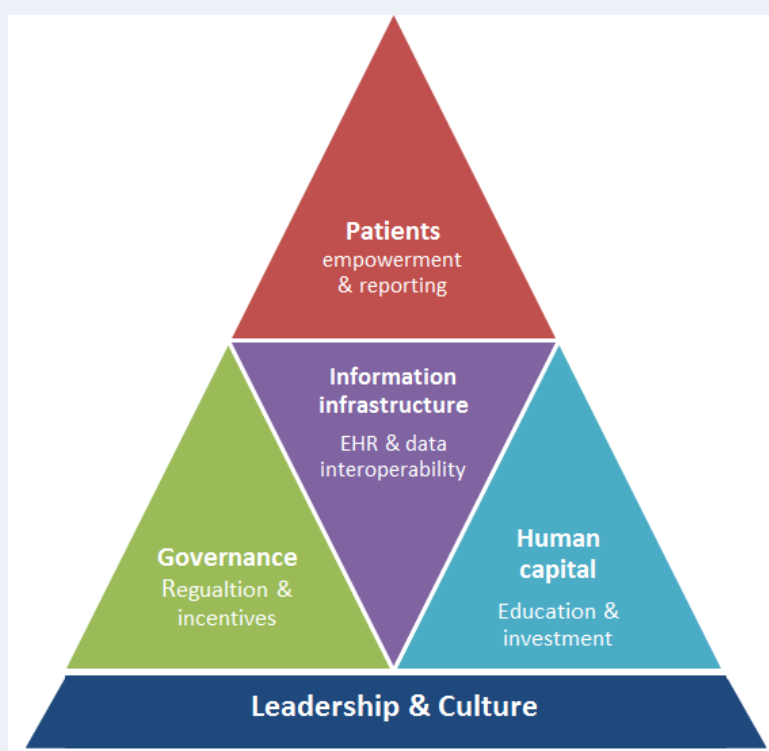 Patients
empowerment
& reporting
Information
infrastructure
EHR & data
interoperability
Governance
Regualtion &
incentives
Human
capital
Education &
investment
Leadership & Culture